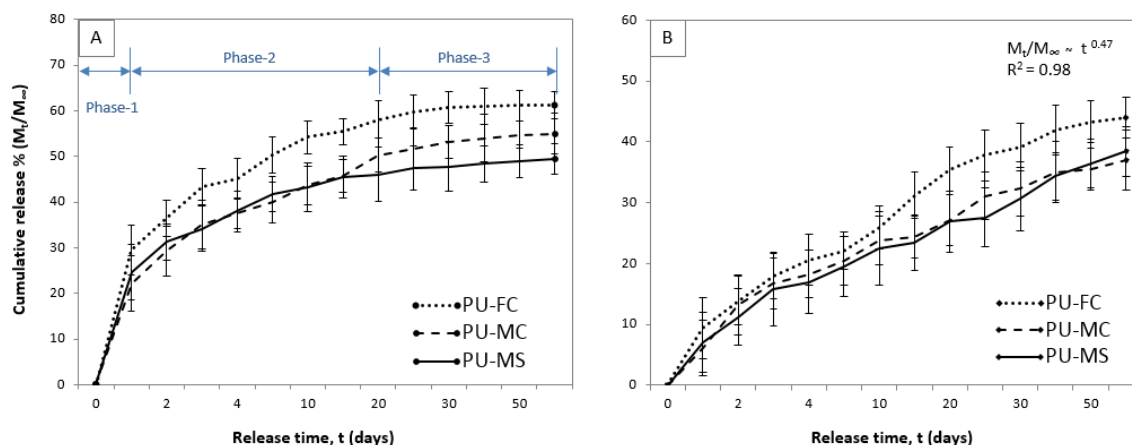 A
Phase-1
Phase-2
Phase-3
Cumulative release % (Mt/M∞)
80
70
60
50
40
30
20
10
0
0
2
4
10
20
30
50
Release time, t (days)
PU-FC
PU-MC
PU-MS
B
Mt/M∞ ~ t 0.47
R2 = 0.98
60
50
40
30
20
10
0
0
2
4
10
20
30
50
Release time, t (days)
PU-FC
PU-MC
PU-MS